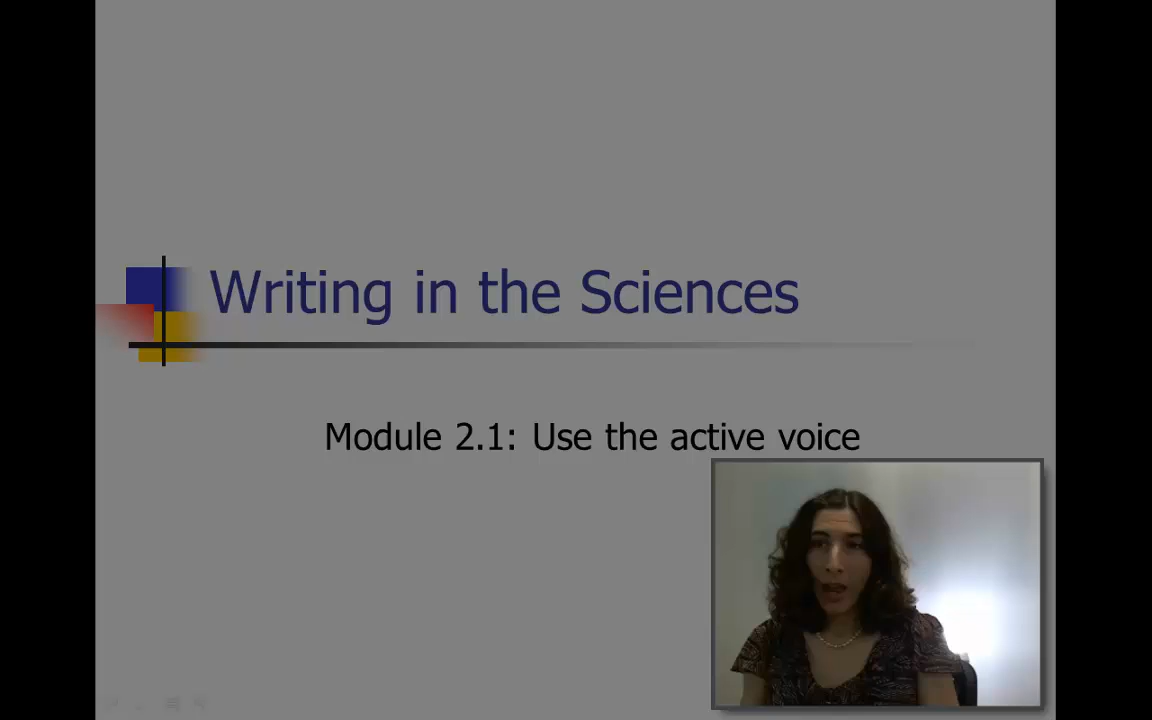 Writing in the Sciences
Module 2.1: Use the active voice